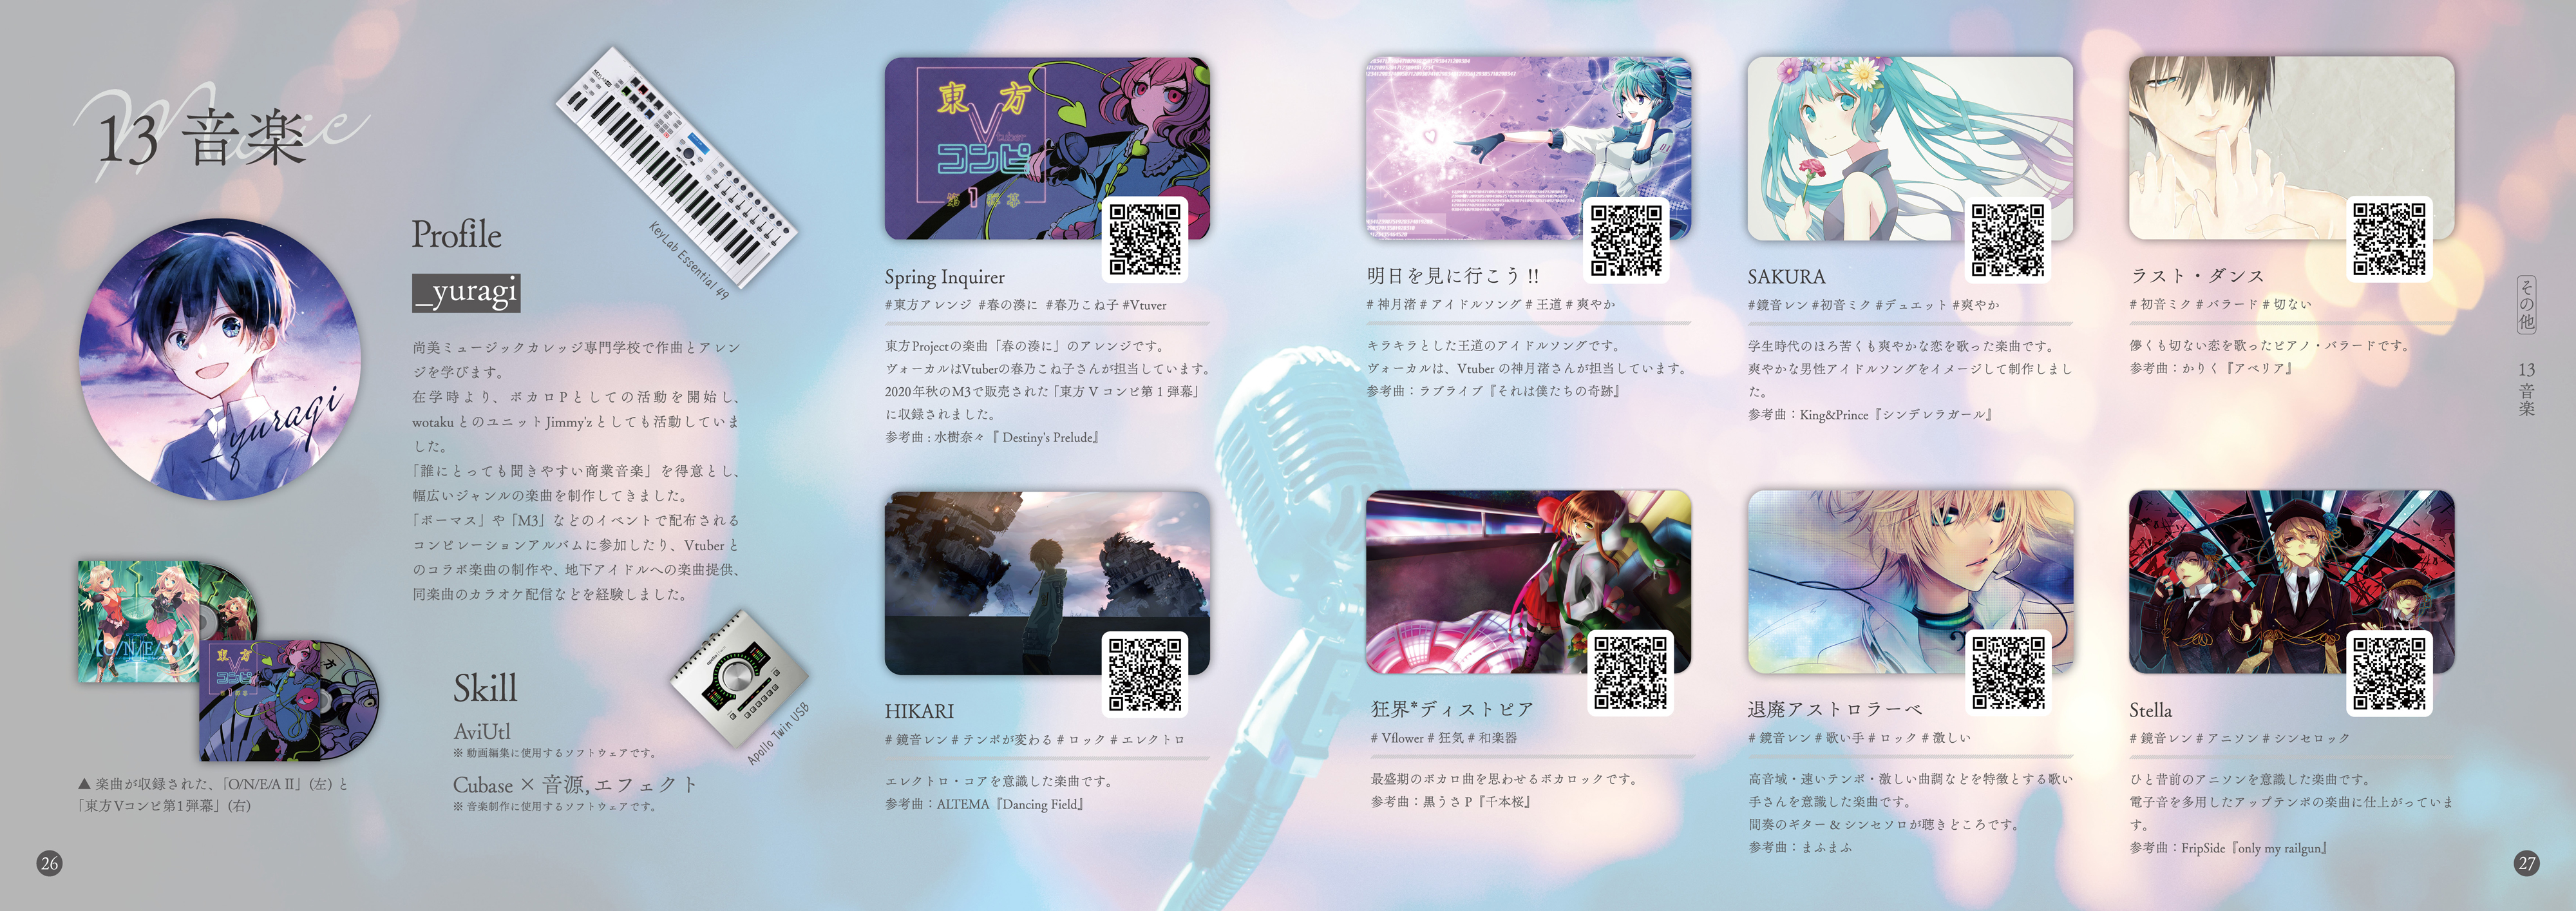 Music
13 音楽
yuragi
▲ 楽曲が収録された、「O/N/E/A II」(左) と
「東方Vコンピ第1弾幕」(右)
26
Profile
_yuragi
尚美ミュージックカレッジ専門学校で作曲とアレン
ジを学びます。
在学時より、ボカロPとしての活動を開始し、
wotaku とのユニット Jimmy'z としても活動していま
した。
「誰にとっても聞きやすい商業音楽」を得意とし、
幅広いジャンルの楽曲を制作してきました。
「ボーマス」や「M3」などのイベントで配布される
コンピレーションアルバムに参加したり、Vtuber と
のコラボ楽曲の制作や、地下アイドルへの楽曲提供、
同楽曲のカラオケ配信などを経験しました。
KeyLab Essential 49
Skill
AviUtl
※ 動画編集に使用するソフトウェアです。
Cubase × 音源, エフェクト
※ 音楽制作に使用するソフトウェアです。
Apollo Twin USB
東方
Vtuber
コンピ
第1弾幕
Spring Inquirer
#東方アレンジ #春の湊に #春乃こね子 #Vtuver
東方Projectの楽曲「春の湊に」のアレンジです。
ヴォーカルはVtuberの春乃こね子さんが担当しています。
2020年秋のM3で販売された「東方 V コンピ第 1 弾幕」
に収録されました。
参考曲 : 水樹奈々『 Destiny's Prelude』
明日を見に行こう !!
# 神月渚 # アイドルソング # 王道 # 爽やか
キラキラとした王道のアイドルソングです。
ヴォーカルは、Vtuber の神月渚さんが担当しています。
参考曲：ラブライブ『それは僕たちの奇跡』
SAKURA
#鏡音レン #初音ミク #デュエット #爽やか
学生時代のほろ苦くも爽やかな恋を歌った楽曲です。
爽やかな男性アイドルソングをイメージして制作しまし
た。
参考曲：King&Prince『シンデレラガール』
ラスト・ダンス
# 初音ミク # バラード # 切ない
儚くも切ない恋を歌ったピアノ・バラードです。
参考曲：かりく『アベリア』
HIKARI
# 鏡音レン # テンポが変わる # ロック # エレクトロ
エレクトロ・コアを意識した楽曲です。
参考曲：ALTEMA『Dancing Field』
狂界*ディストピア
# Vflower # 狂気 # 和楽器
最盛期のボカロ曲を思わせるボカロックです。
参考曲：黒うさ P『千本桜』
退廃アストロラーベ
# 鏡音レン # 歌い手 # ロック # 激しい
高音域・速いテンポ・激しい曲調などを特徴とする歌い
手さんを意識した楽曲です。
間奏のギター & シンセソロが聴きどころです。
参考曲：まふまふ
Stella
# 鏡音レン # アニソン # シンセロック
ひと昔前のアニソンを意識した楽曲です。
電子音を多用したアップテンポの楽曲に仕上がっていま
す。
参考曲：FripSide『only my railgun』
その他
13 音楽
27